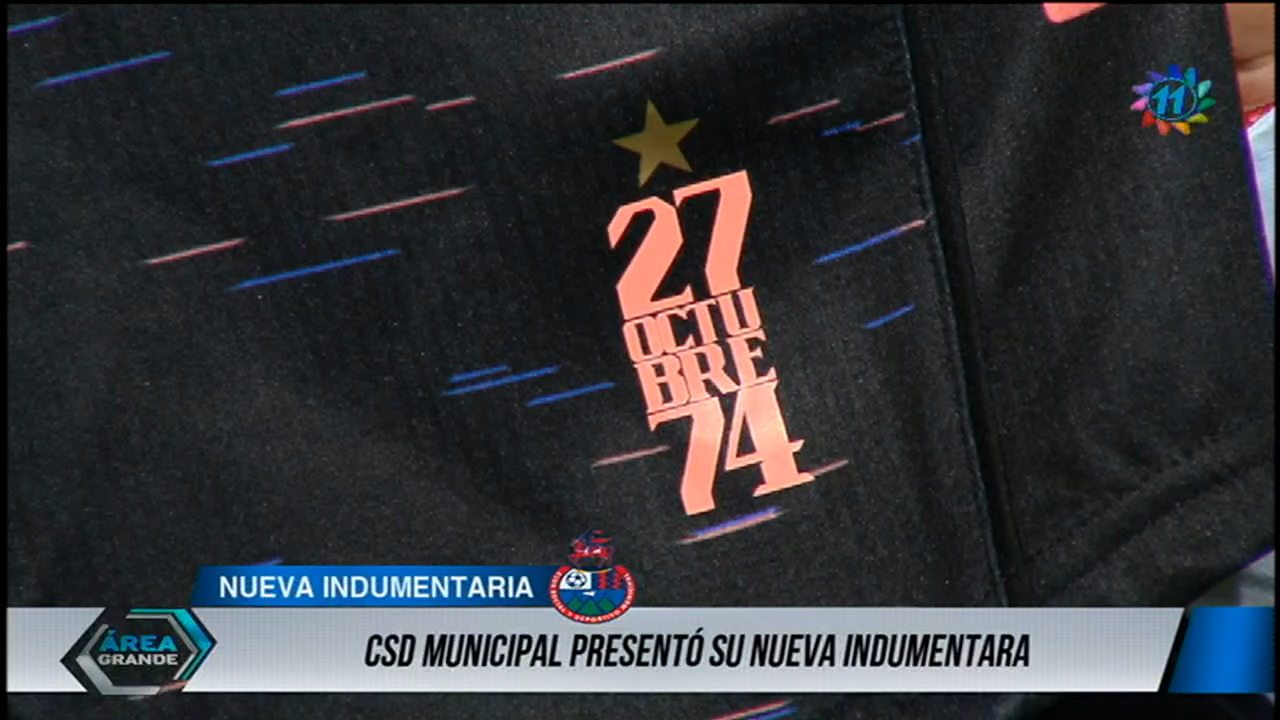 11
27
OCTU
BRE
74
NUEVA INDUMENTARIA
ÁREA
GRANDE
CSD MUNICIPAL PRESENTÓ SU NUEVA INDUMENTARA